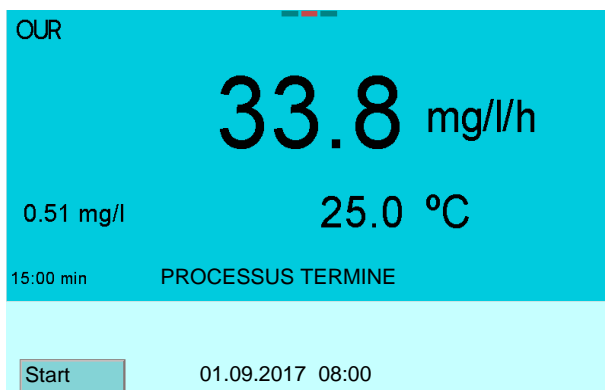 OUR
33.8 mg/l/h
0.51 mg/l 25.0 ºC
15:00 min PROCESSUS TERMINE
Start 01.09.2017 08:00